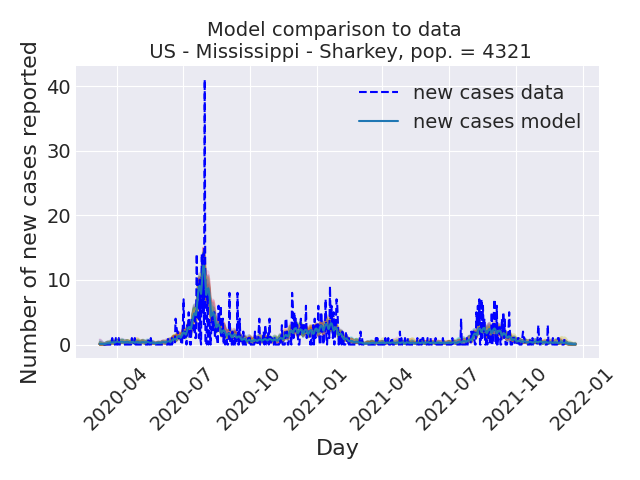 Model comparison to data
US - Mississippi - Sharkey, pop. = 4321
Number of new cases reported
40
30
20
10
0
new cases data
new cases model
2020-04
2020-07
2020-10
2021-01
2021-04
2021-07
2021-10
2022-01
Day